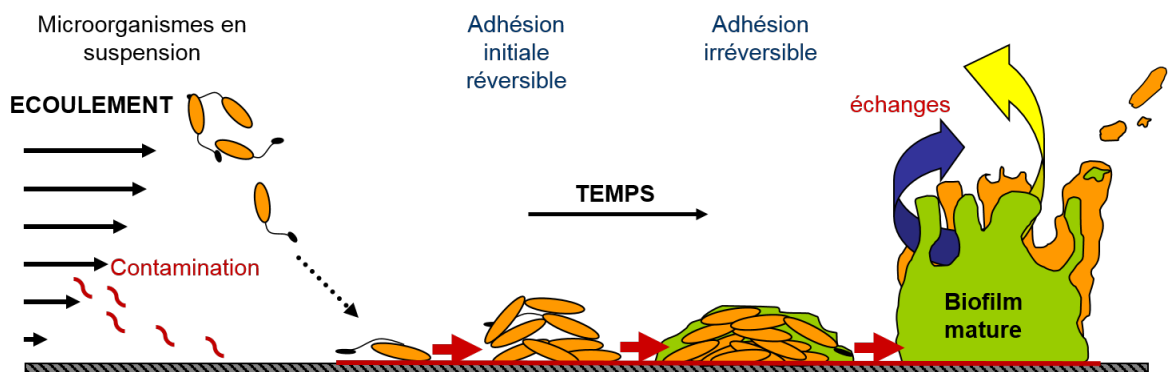 Microorganismes en
suspension
Adhésion
initiale
réversible
Adhésion
irréversible
ECOULEMENT
échanges
TEMPS
Contamination
Biofilm
mature